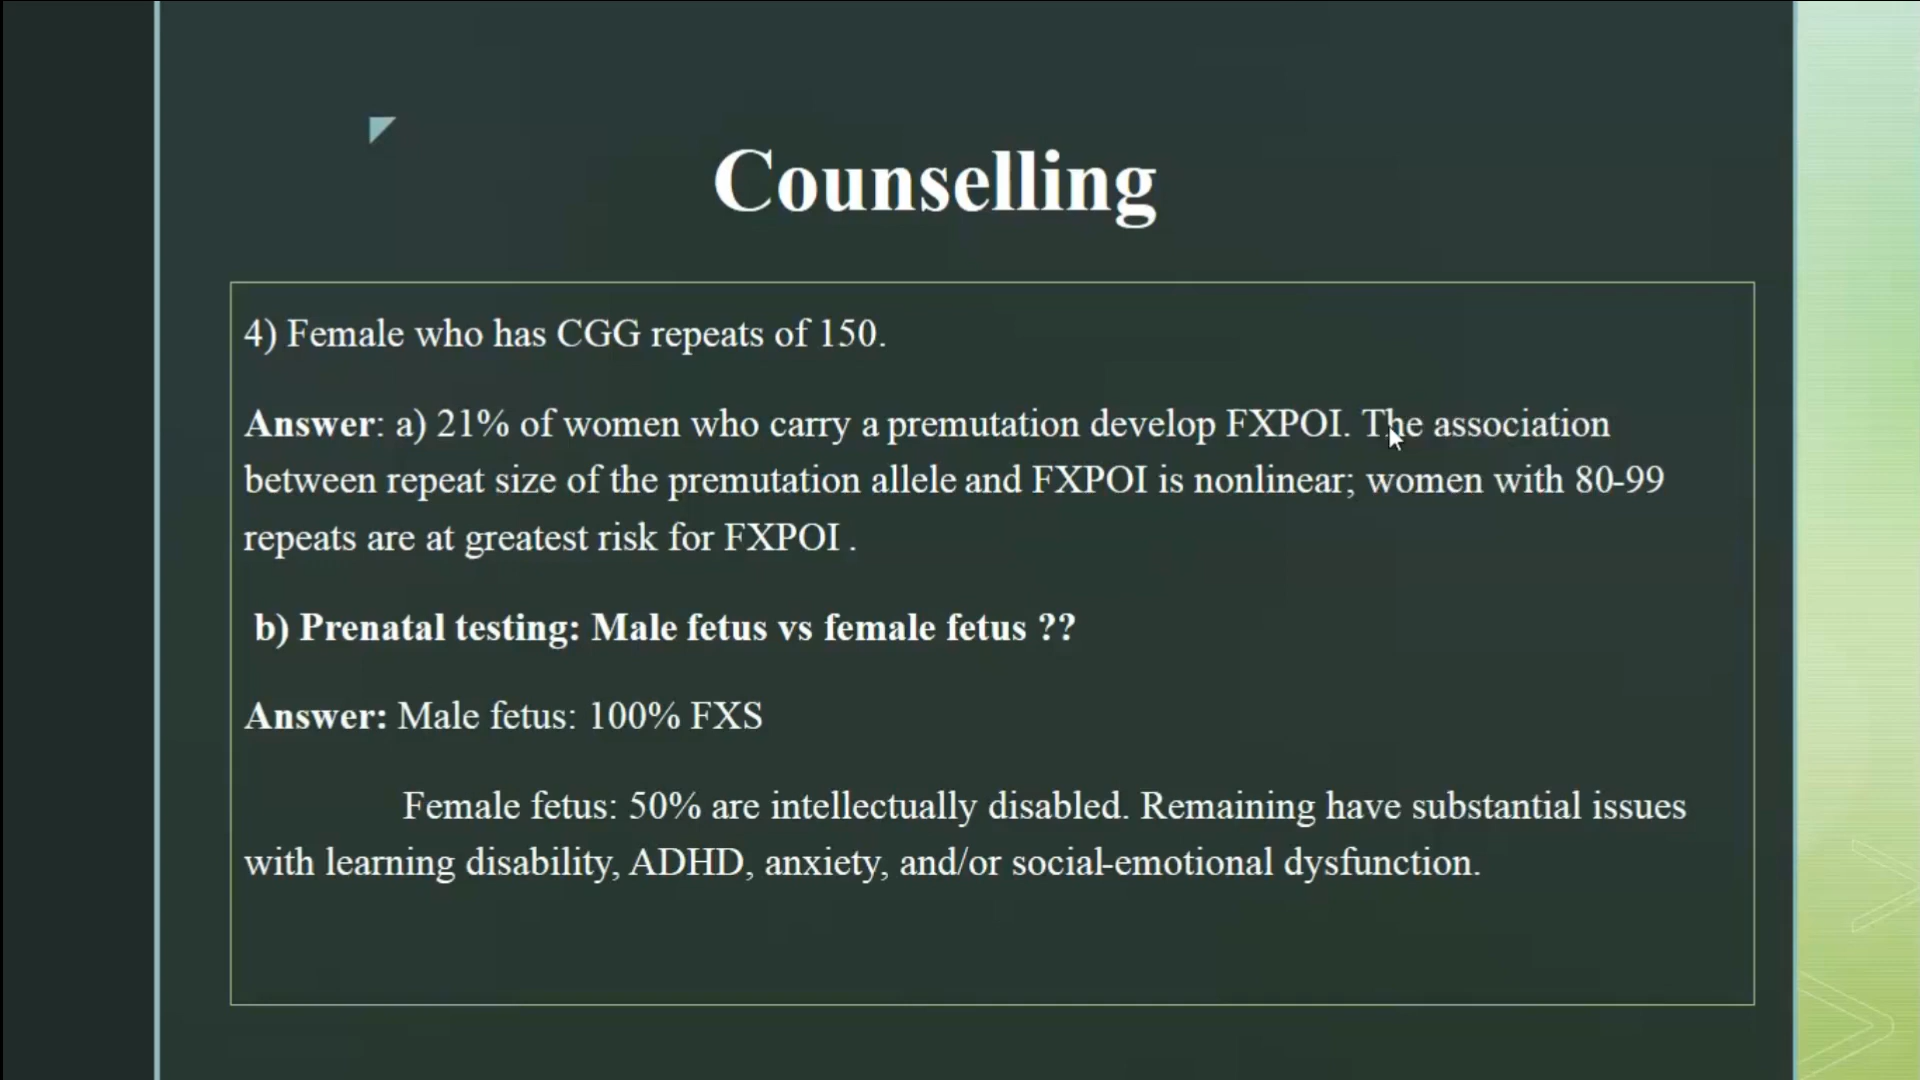 Counselling
4) Female who has CGG repeats of 150.
Answer: a) 21% of women who carry a premutation develop FXPOI. The association
between repeat size of the premutation allele and FXPOI is nonlinear; women with 80-99
repeats are at greatest risk for FXPOI .
b) Prenatal testing: Male fetus vs female fetus ??
Answer: Male fetus: 100% FXS
Female fetus: 50% are intellectually disabled. Remaining have substantial issues
with learning disability, ADHD, anxiety, and/or social-emotional dysfunction.